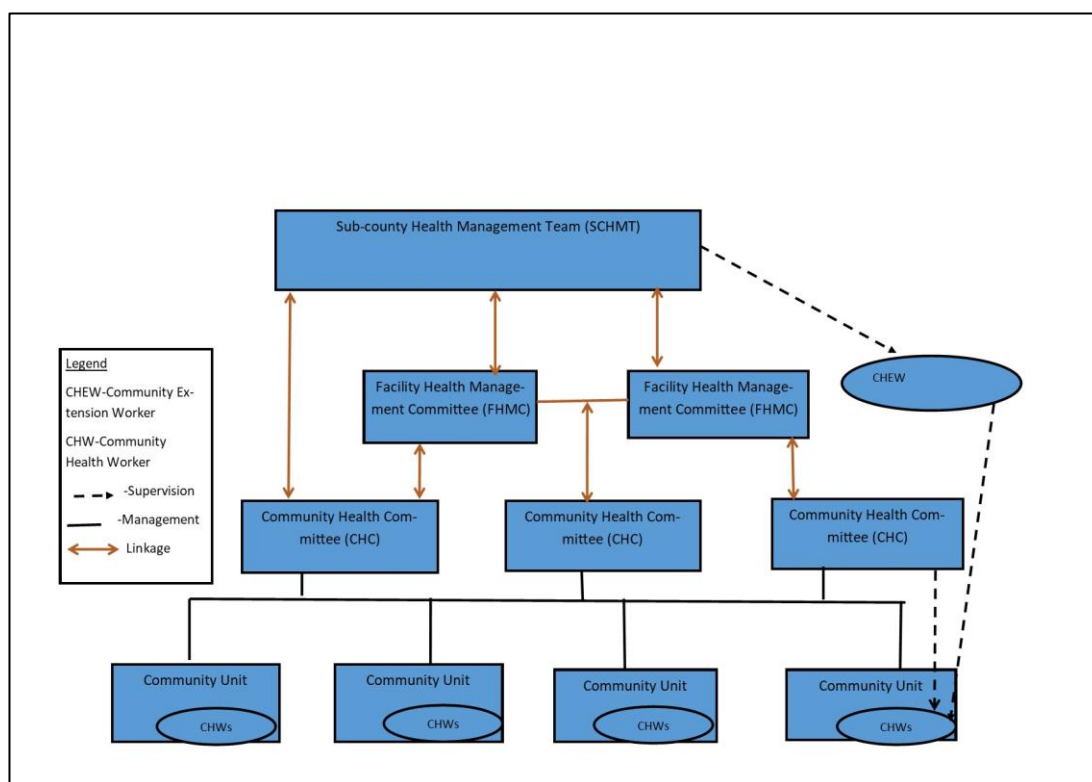 Sub-county Health Management Team (SCHMT)
Legend
CHEW-Community Ex-
tension Worker
CHW-Community
Health Worker
-Supervision
-Management
Linkage
Facility Health Manage-
ment Committee (FHMC)
Facility Health Manage-
ment Committee (FHMC)
CHEW
Community Health Com-
mittee (CHC)
Community Health Com-
mittee (CHC)
Community Health Com-
mittee (CHC)
Community Unit
CHWs
Community Unit
CHWs
Community Unit
CHWs
Community Unit
CHWs